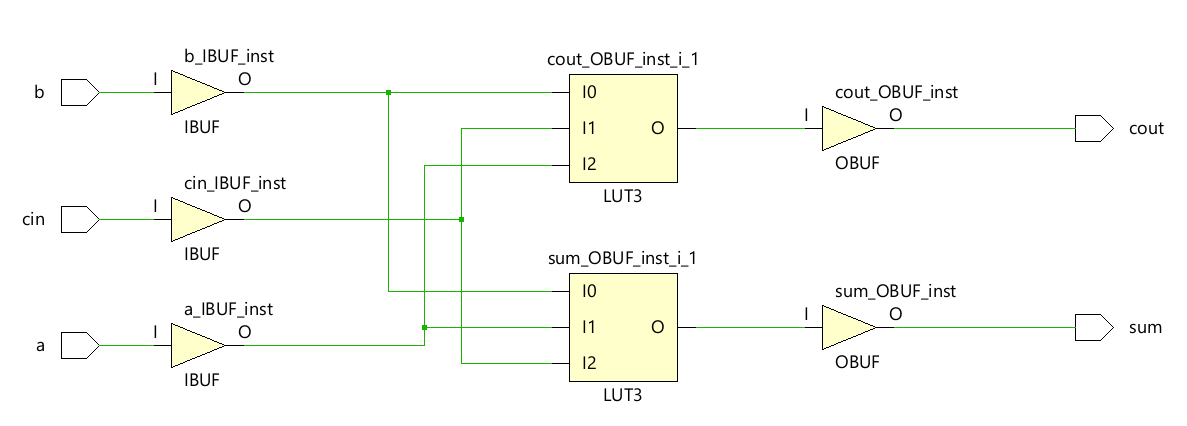 b_IBUF_inst
b
I
O
IBUF
cin_IBUF_inst
cin
I
O
IBUF
a_IBUF_inst
a
I
O
IBUF
cout_OBUF_inst_i_1
I0
I1
O
I2
LUT3
sum_OBUF_inst_i_1
I0
I1
O
I2
LUT3
cout_OBUF_inst
I
O
cout
OBUF
sum_OBUF_inst
I
O
sum
OBUF